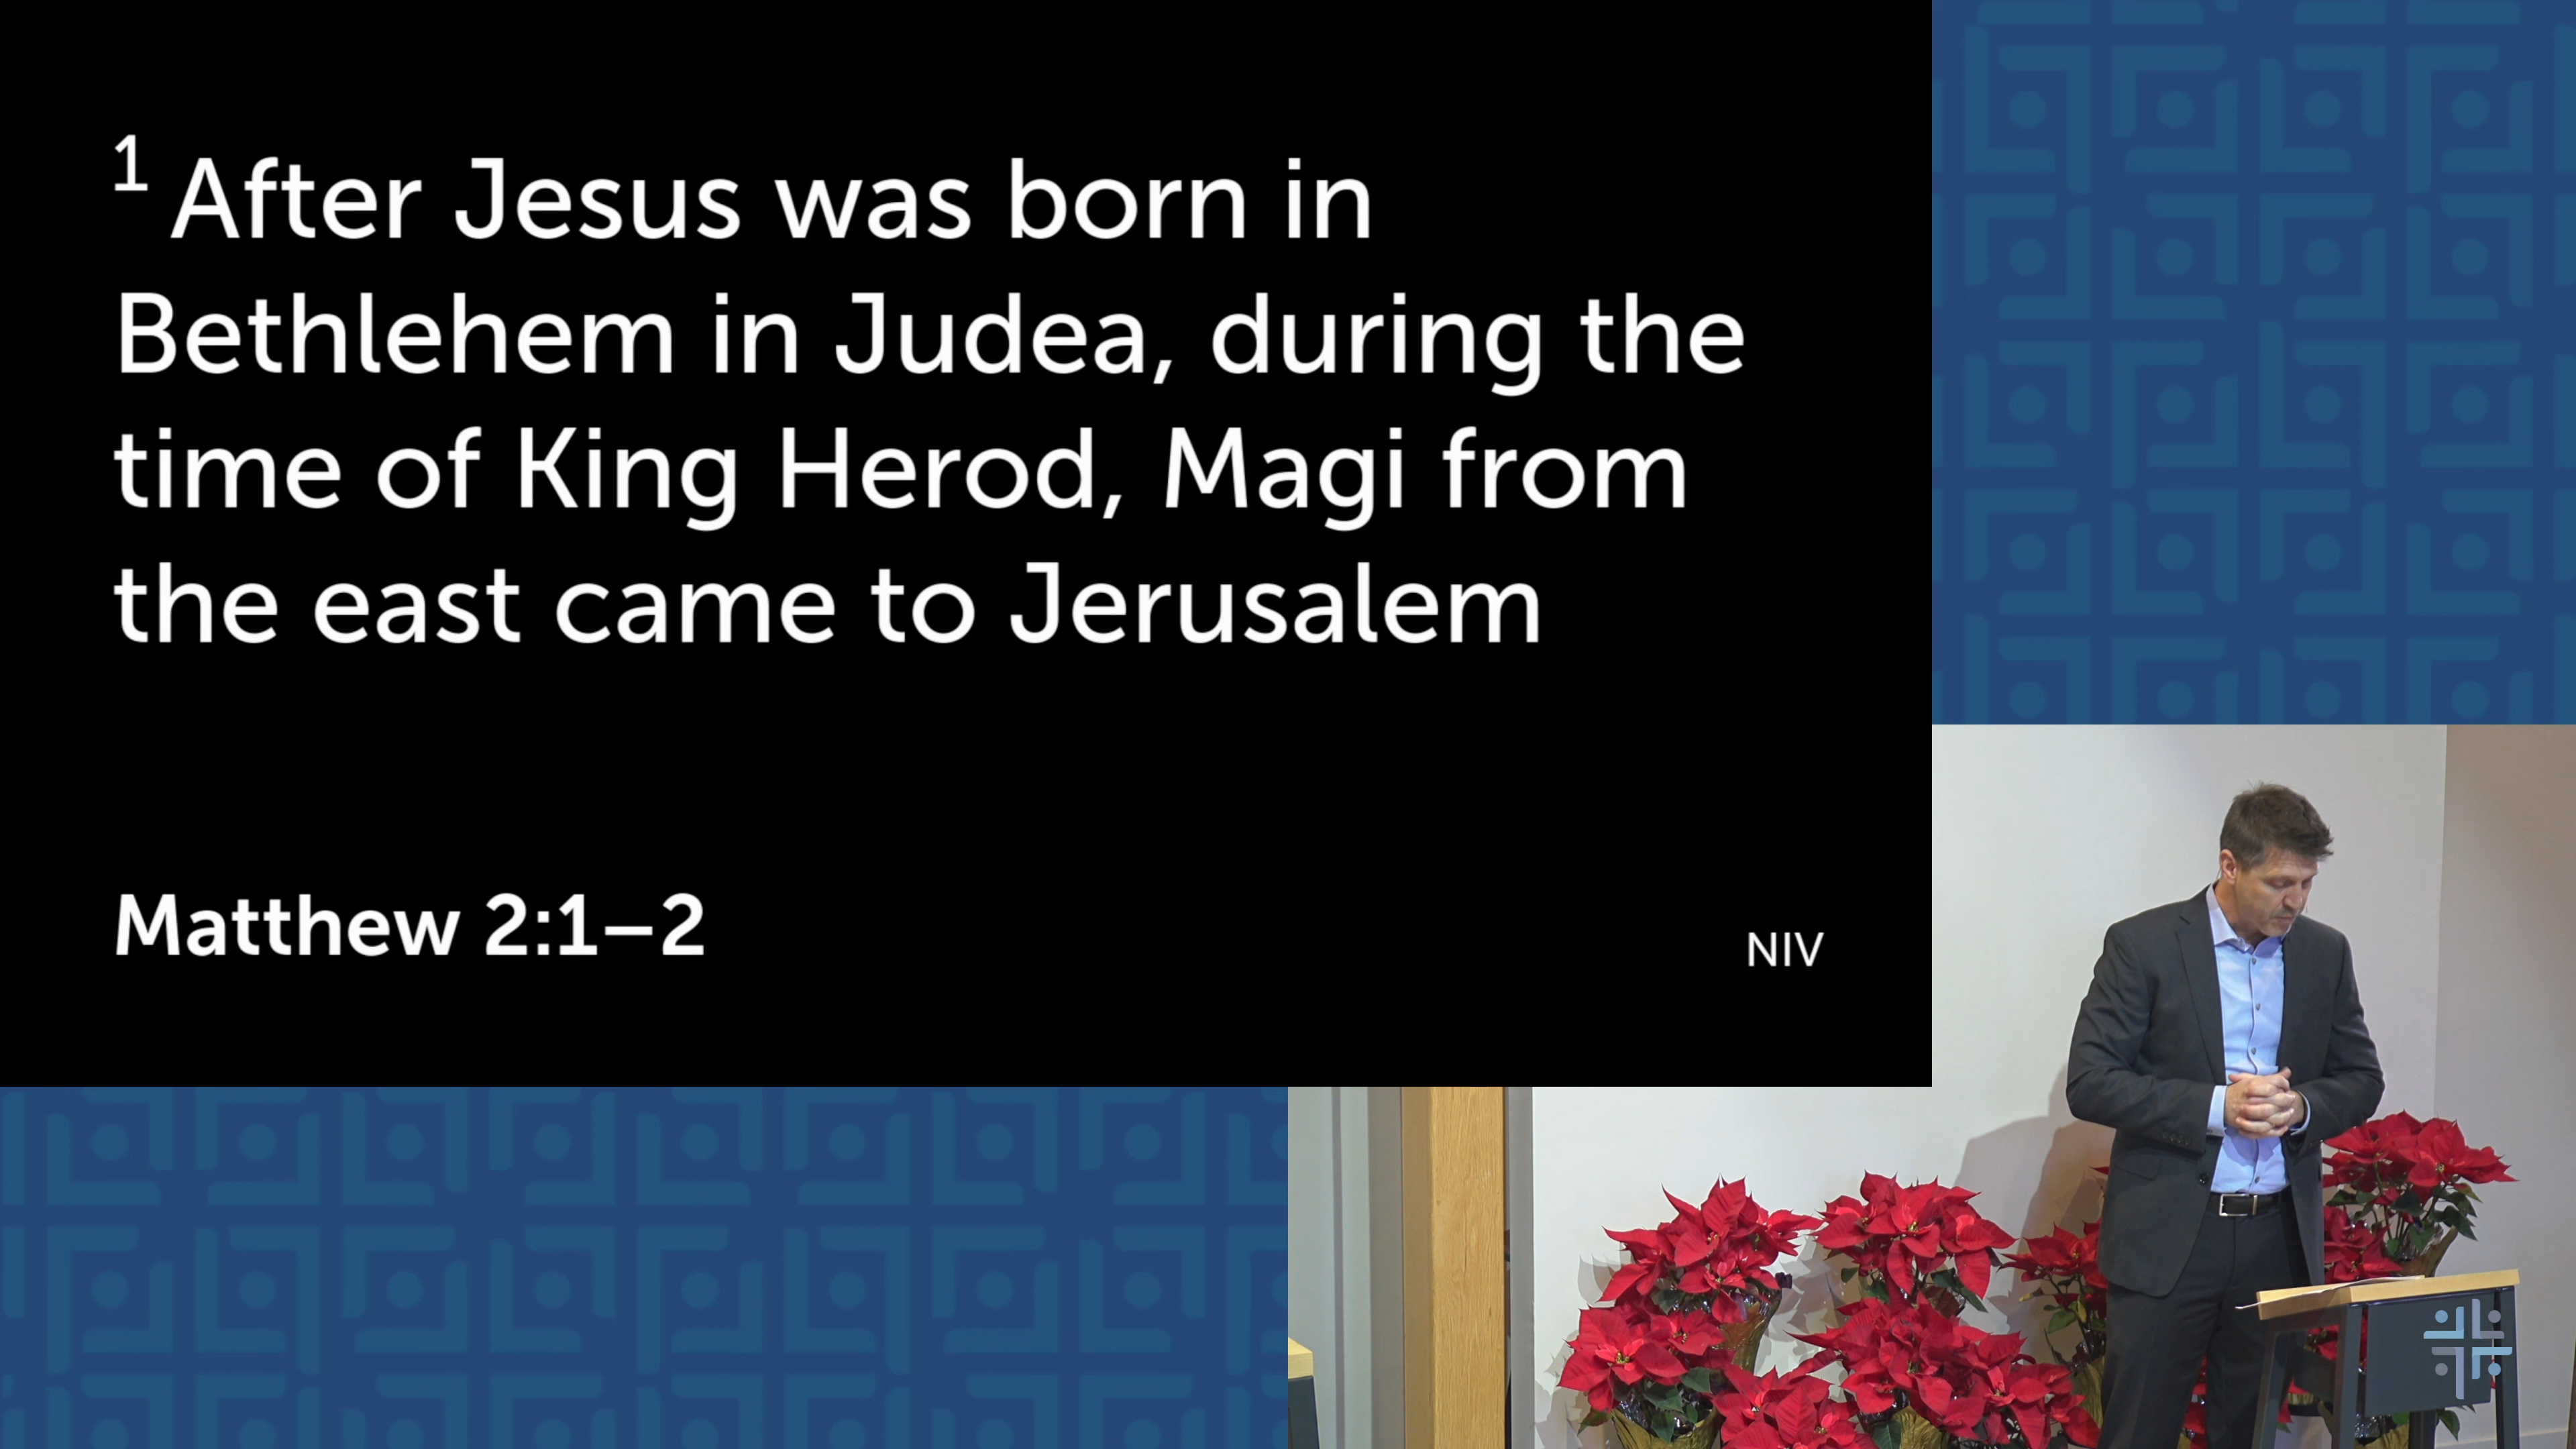 1 After Jesus was born in
Bethlehem in Judea, during the
time of King Herod, Magi from
the east came to Jerusalem
Matthew 2:1–2
NIV